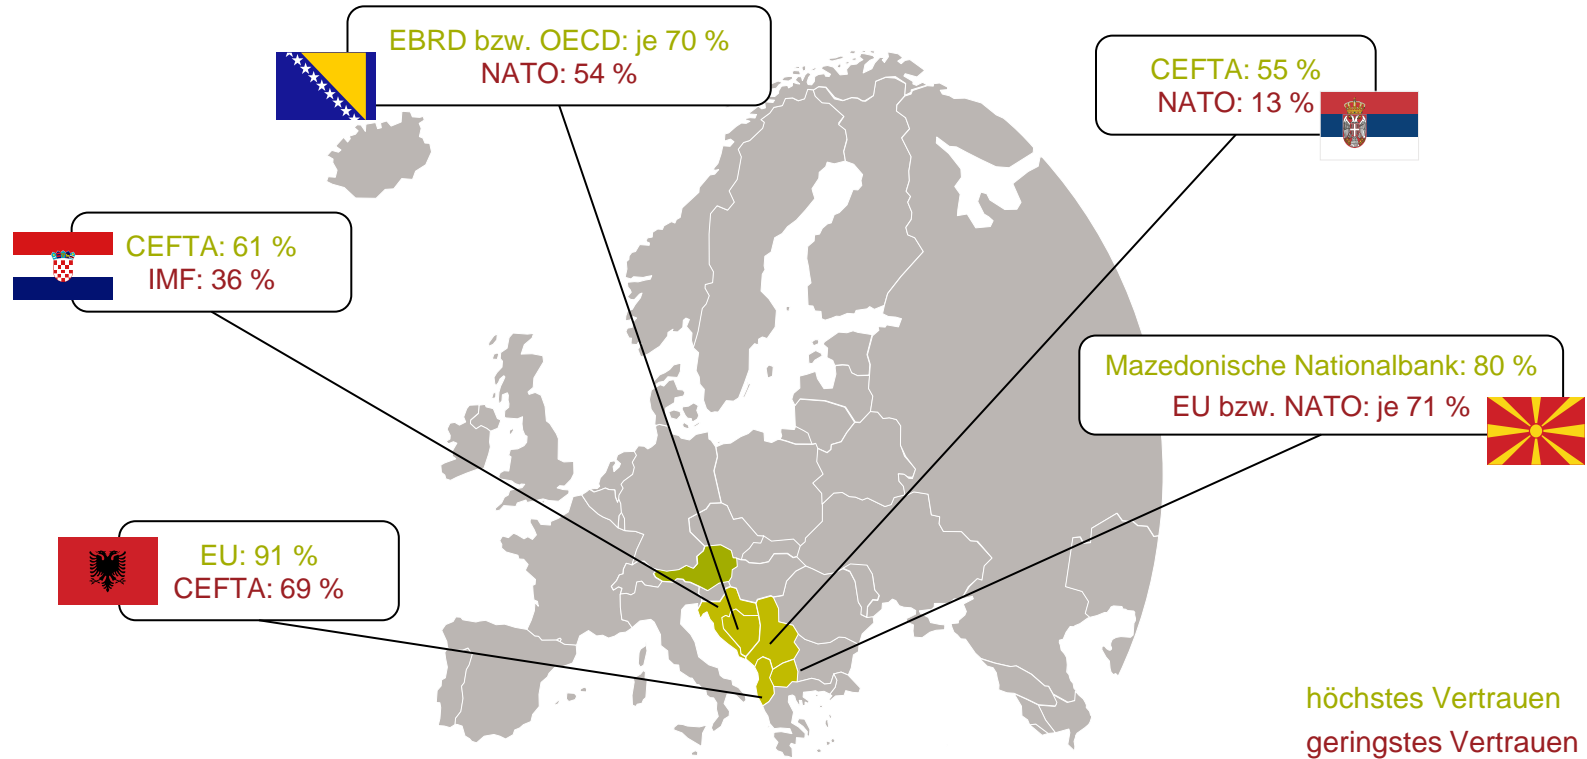 EBRD bzw. OECD: je 70 %
NATO: 54 %
CEFTA: 55 %
NATO: 13 %
CEFTA: 61 %
IMF: 36 %
Mazedonische Nationalbank: 80 %
EU bzw. NATO: je 71 %
EU: 91 %
CEFTA: 69 %
höchstes Vertrauen
geringstes Vertrauen